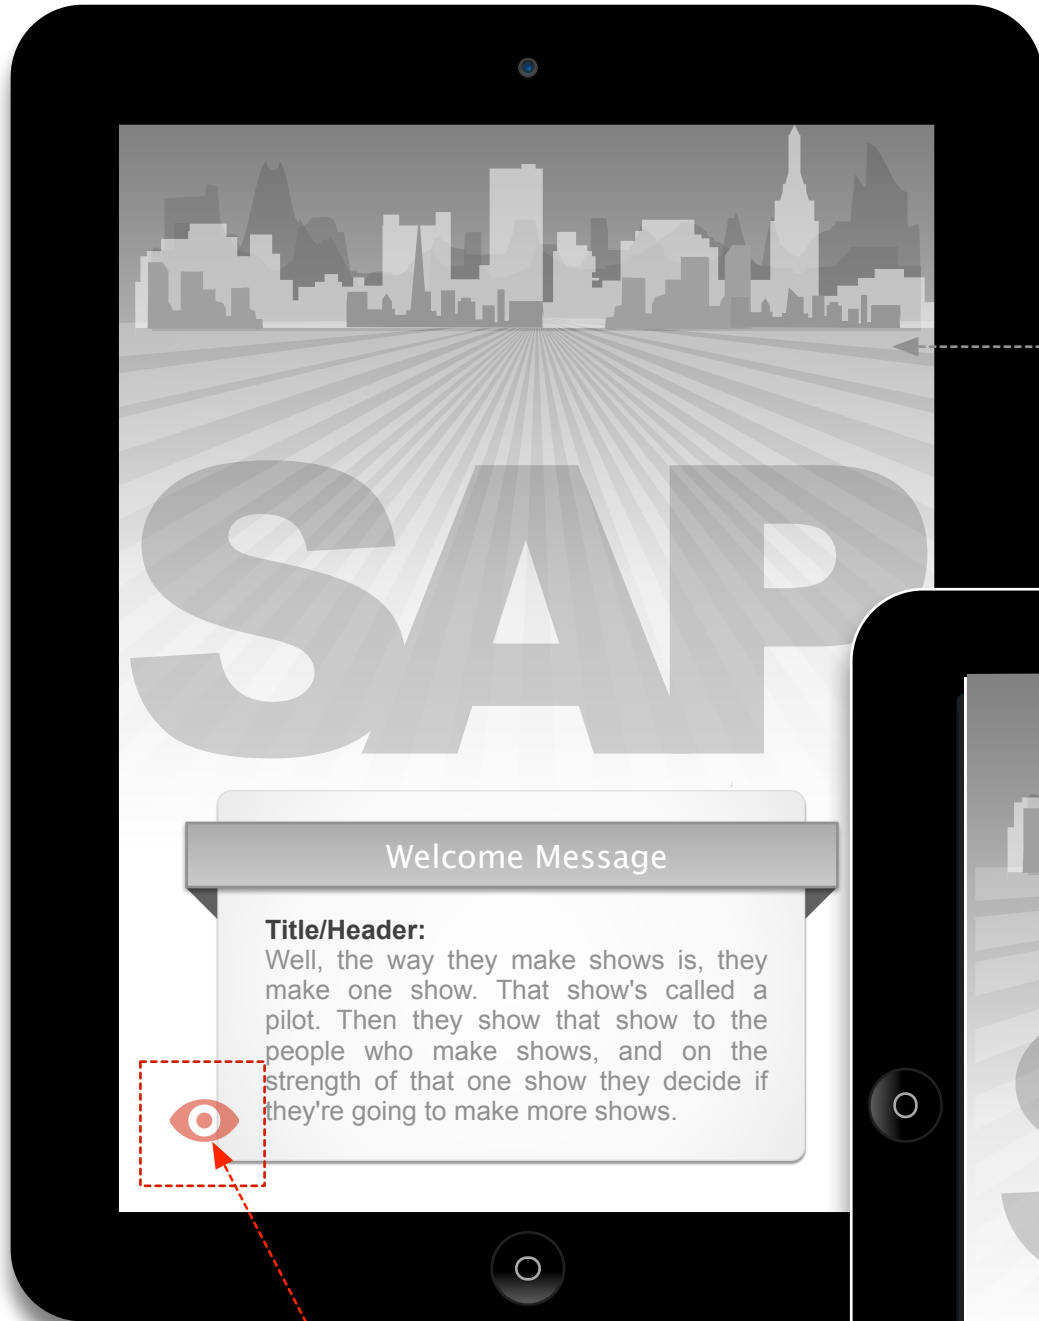 SAP
Welcome Message
Title/Header:
Well, the way they make shows is, they
make one show. That show's called a
pilot. Then they show that show to the
people who make shows, and on the
strength of that one show they decide if
they're going to make more shows.